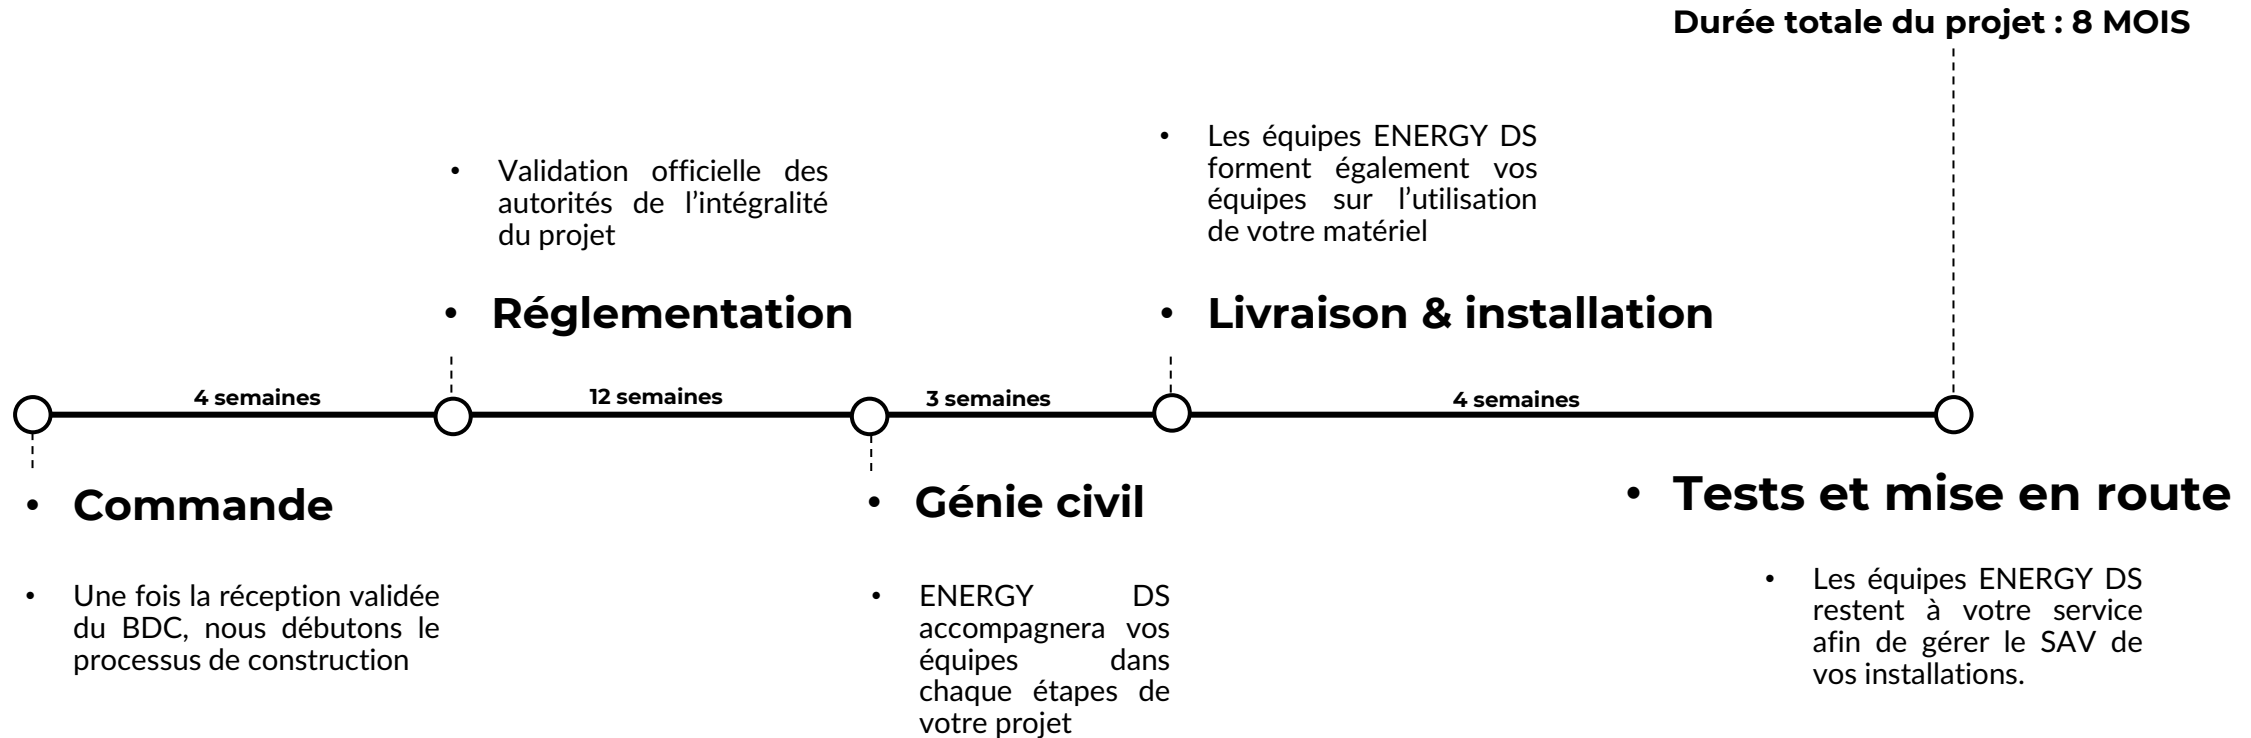 Durée totale du projet : 8 MOIS
• Validation officielle des
autorités de l’intégralité
du projet
• Les équipes ENERGY DS
forment également vos
équipes sur l’utilisation
de votre matériel
• Réglementation
• Livraison & installation
4 semaines
12 semaines
3 semaines
4 semaines
• Commande
• Une fois la réception validée
du BDC, nous débutons le
processus de construction
• Génie civil
• ENERGY DS
accompagnera vos
équipes dans
chaque étapes de
votre projet
• Tests et mise en route
• Les équipes ENERGY DS
restent à votre service
afin de gérer le SAV de
vos installations.